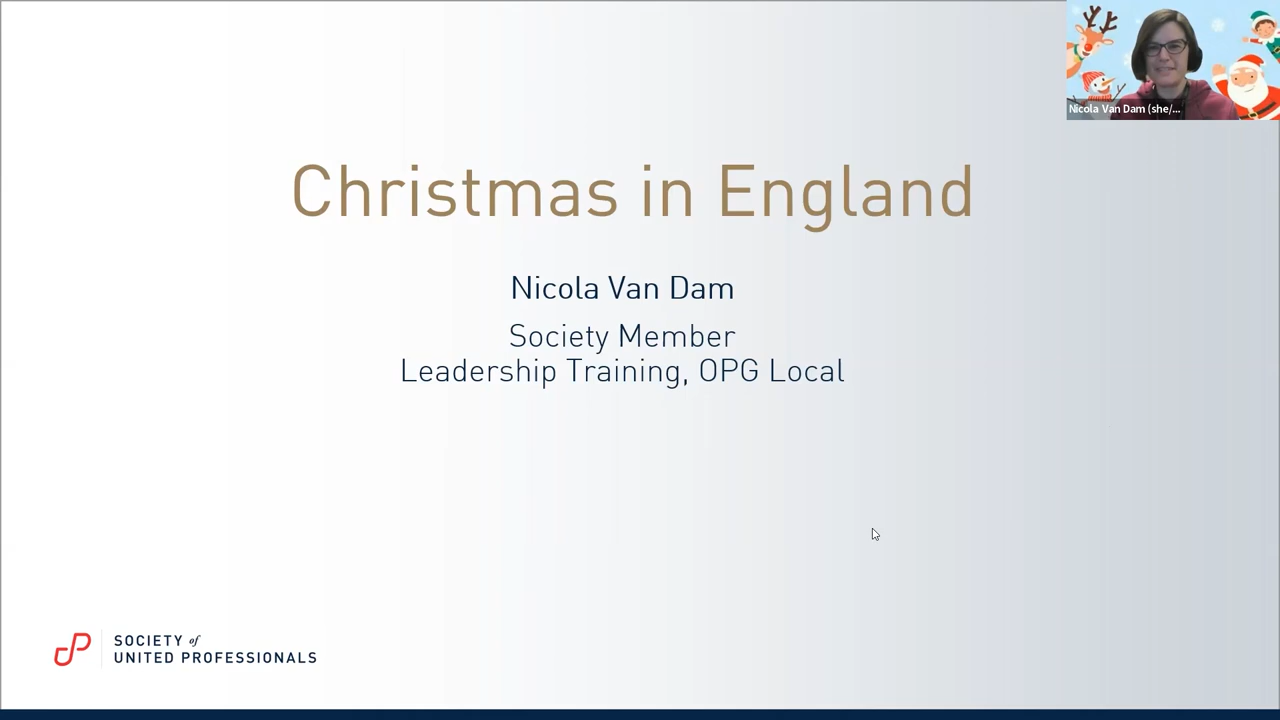 Nicola Van Dam (she/...
Christmas in England
Nicola Van Dam
Society Member
Leadership Training, OPG Local
SOCIETY of
UNITED PROFESSIONALS